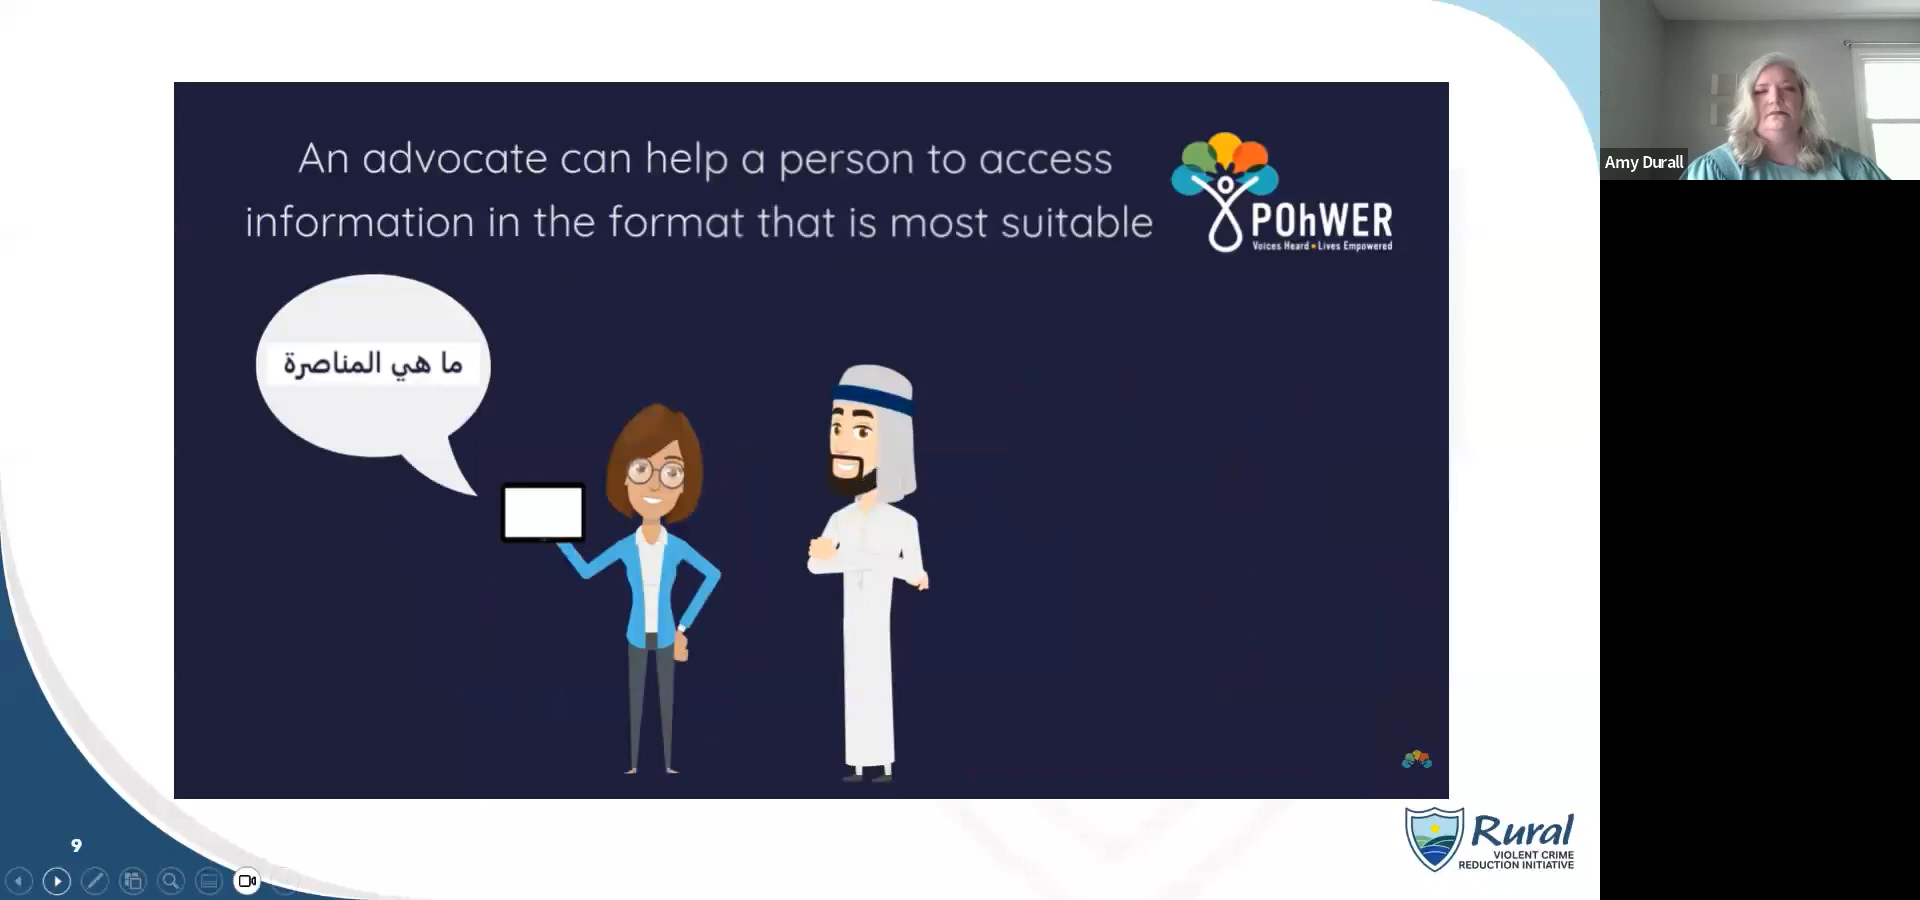 An advocate can help a person to access
information in the format that is most suitable
POhWER
Voices Heard • Lives Empowered
ما هي المناصرة
Amy Durall
9
Rural
VIOLENT CRIME
REDUCTION INITIATIVE